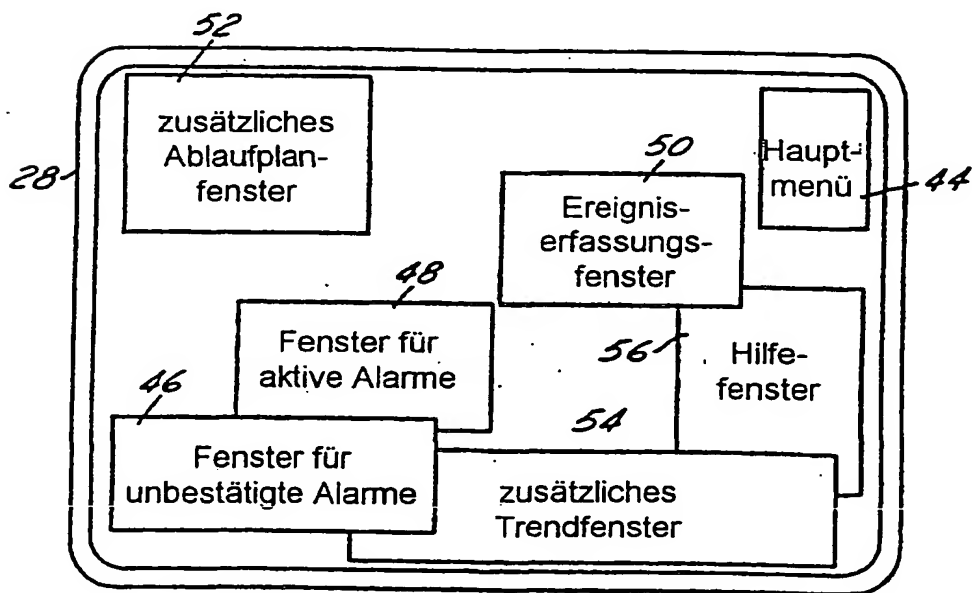 52
zusätzliches
Ablaufplan-
fenster
28
50
Haupt-
menü
44
Ereignis-
erfassungs-
fenster
48
Fenster für
aktive Alarme
56
Hilfe-
fenster
46
54
Fenster für
unbestätigte Alarme
zusätzliches
Trendfenster